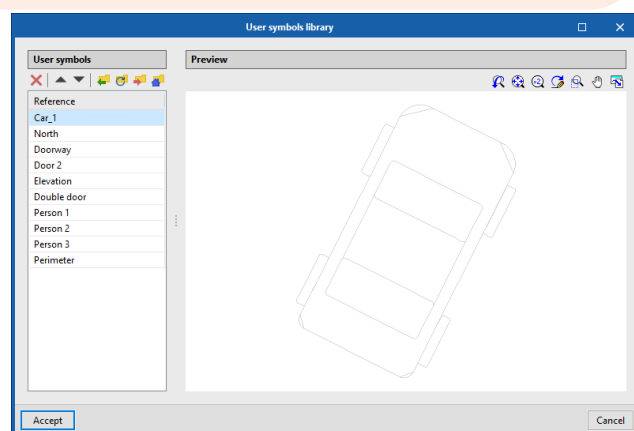 User symbols library
User symbols
Preview
Reference
Car_1
North
Doorway
Door 2
Elevation
Double door
Person 1
Person 2
Person 3
Perimeter
Accept
Cancel